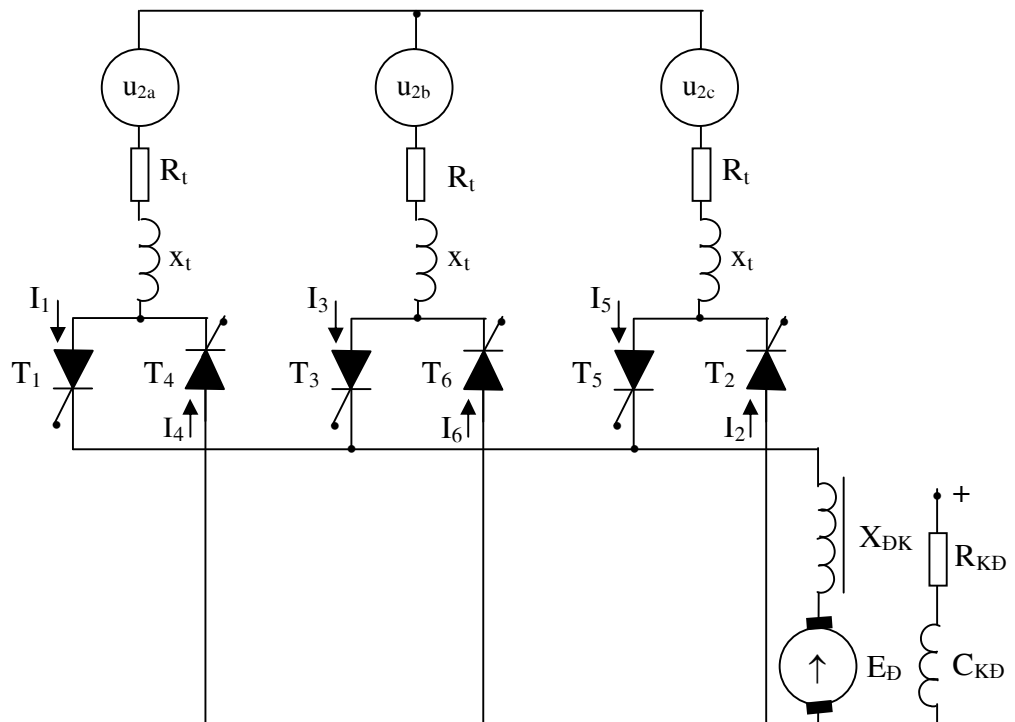 u2a u2b u2c
Rt Rt Rt
xt xt xt
I1 I3 I5
T1 T4 T3 T6 T5 T2
I4 I6 I2
+
XĐK
RKĐ
EĐ
CKĐ